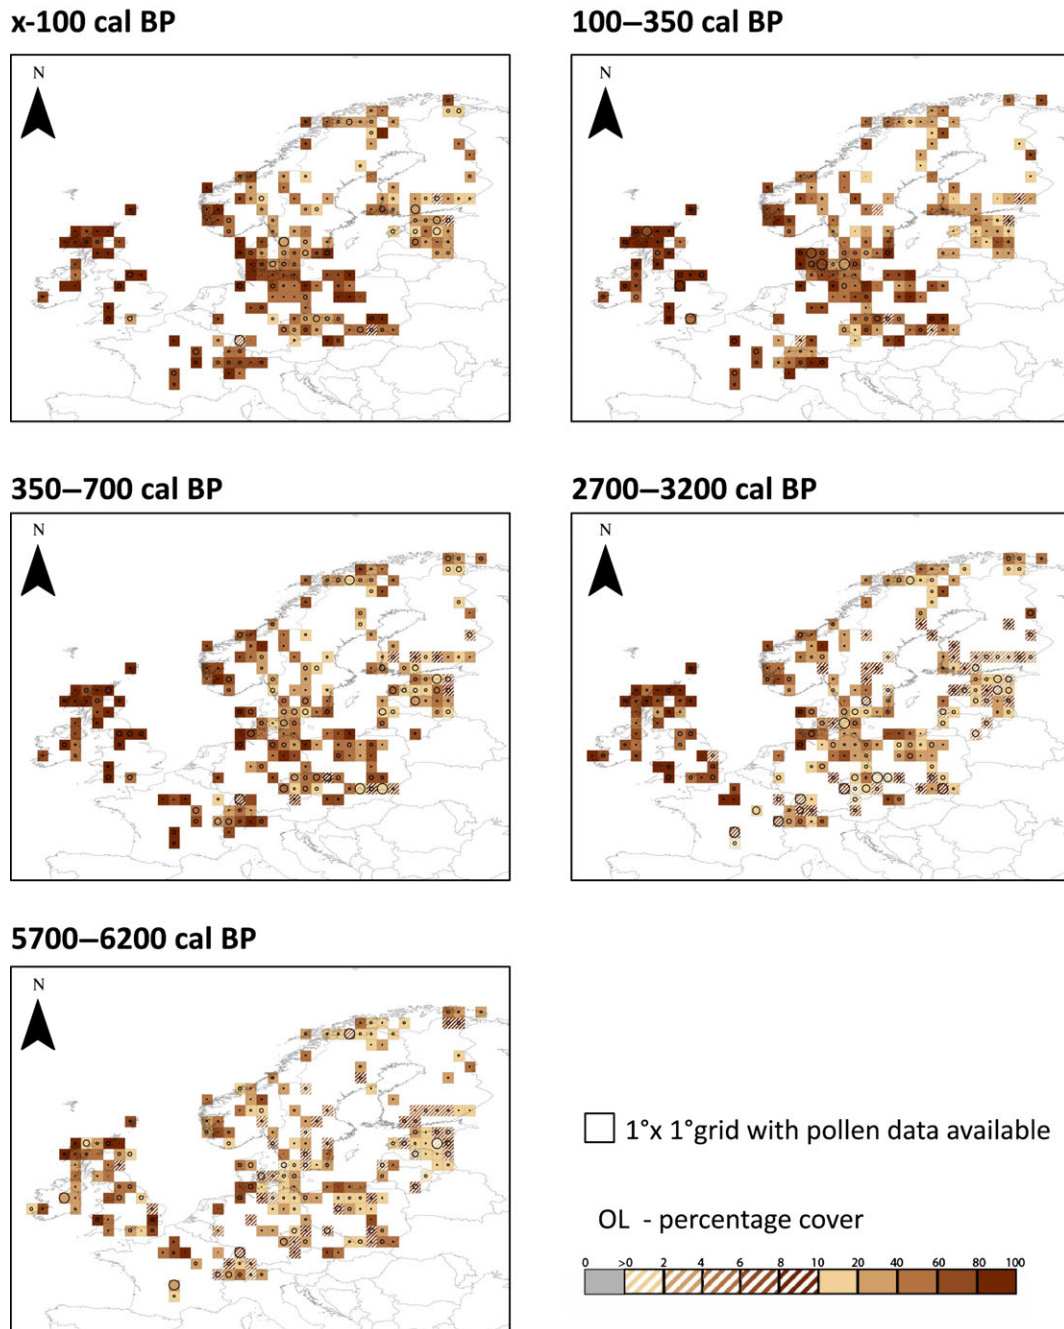 x-100 cal BP
100–350 cal BP
N
N
350–700 cal BP
2700–3200 cal BP
N
N
5700–6200 cal BP
N
1°x 1°grid with pollen data available
OL - percentage cover
0 >0 2 4 6 8 10 20 40 60 80 100